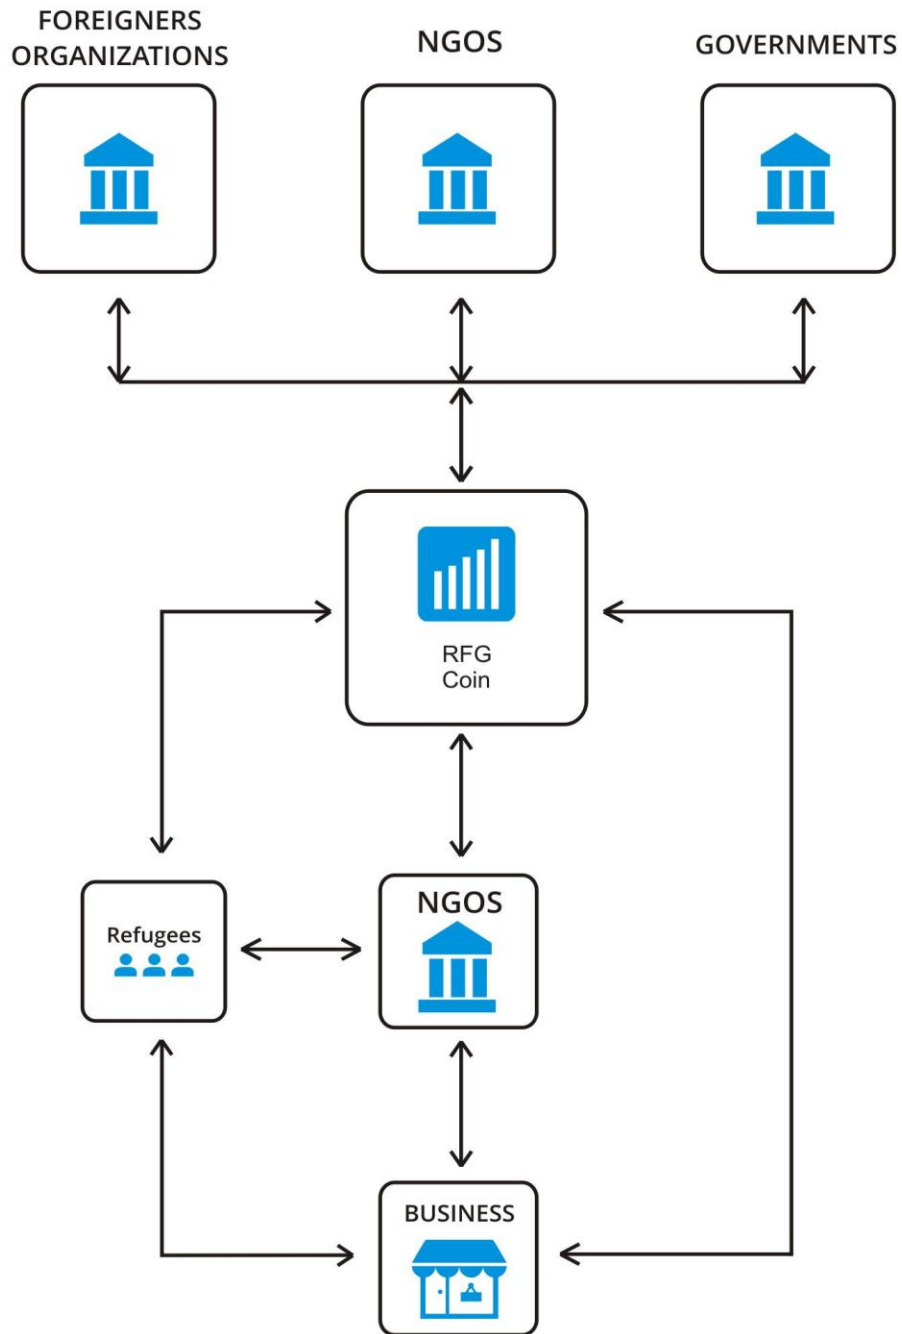 FOREIGNERS
ORGANIZATIONS
NGOS
GOVERNMENTS
RFG
Coin
Refugees
NGOS
BUSINESS